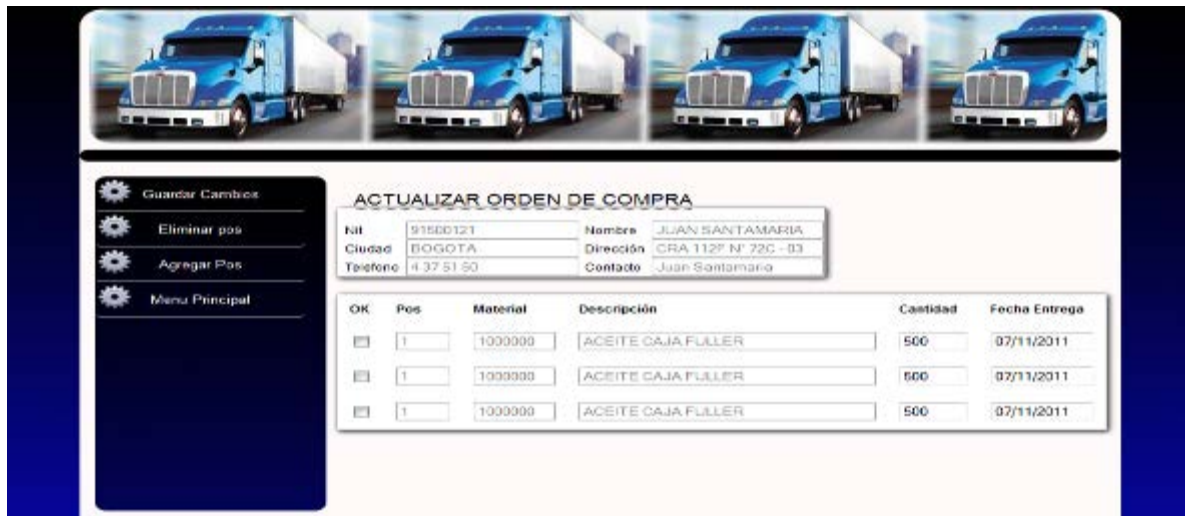 Guardar Cambios
Eliminar pos
Agregar Pos
Menu Principal
ACTUALIZAR ORDEN DE COMPRA
Nit 91500121 Nombre JUAN SANTAMARIA
Ciudad BOGOTA Dirección CRA 112F N° 72C - 03
Telefono 4 37 51 50 Contacto Juan Santamaria
OK Pos Material Descripción Cantidad Fecha Entrega
1 1000000 ACEITE CAJA FULLER 500 07/11/2011
1 1000000 ACEITE CAJA FULLER 500 07/11/2011
1 1000000 ACEITE CAJA FULLER 500 07/11/2011